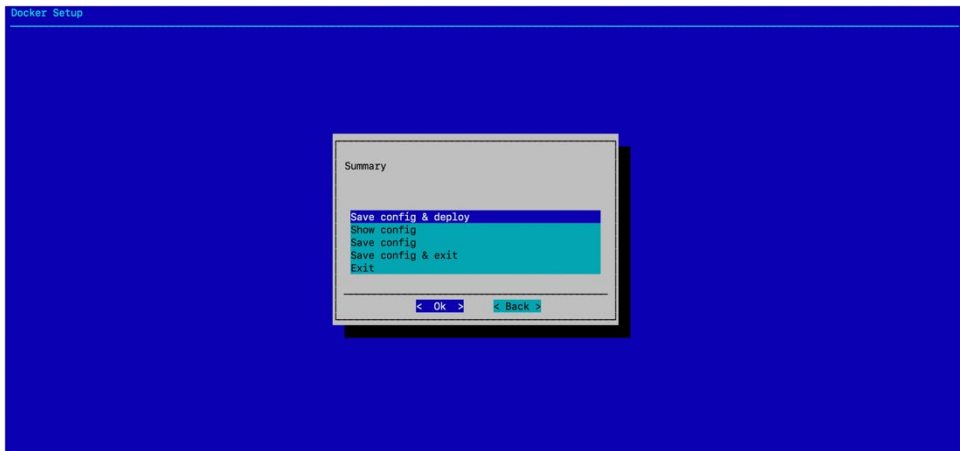 Docker Setup
Summary
Save config & deploy
Show config
Save config
Save config & exit
Exit
< Ok > < Back >